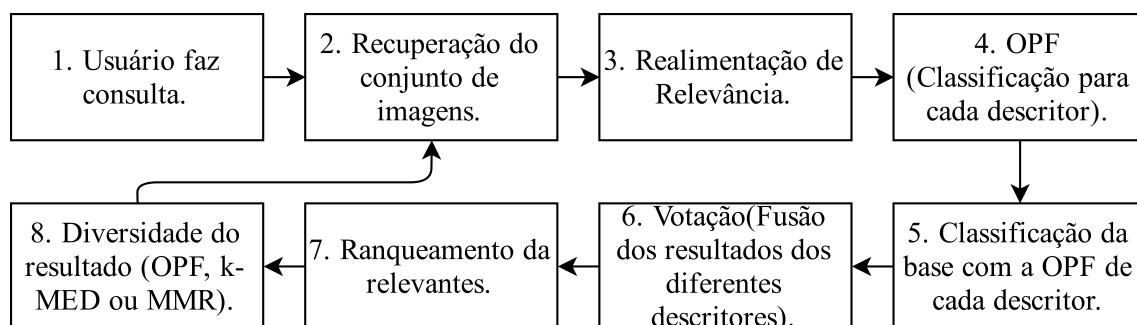 1. Usuário faz
consulta.
2. Recuperação do
conjunto de
imagens.
3. Realimentação de
Relevância.
4. OPF
(Classificação para
cada descritor).
5. Classificação da
base com a OPF de
cada descritor.
6. Votação(Fusão
dos resultados dos
diferentes
descritores).
7. Ranqueamento da
relevantes.
8. Diversidade do
resultado (OPF, k-
MED ou MMR).